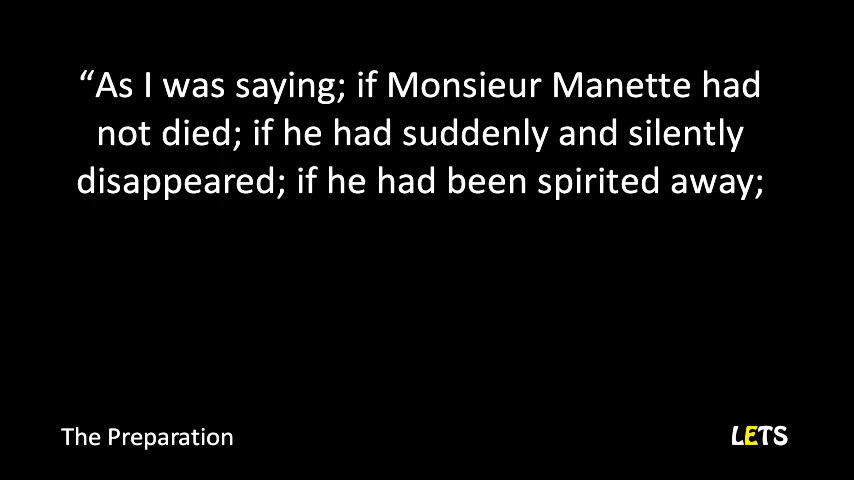 “As I was saying; if Monsieur Manette had
not died; if he had suddenly and silently
disappeared; if he had been spirited away;
The Preparation
LETS